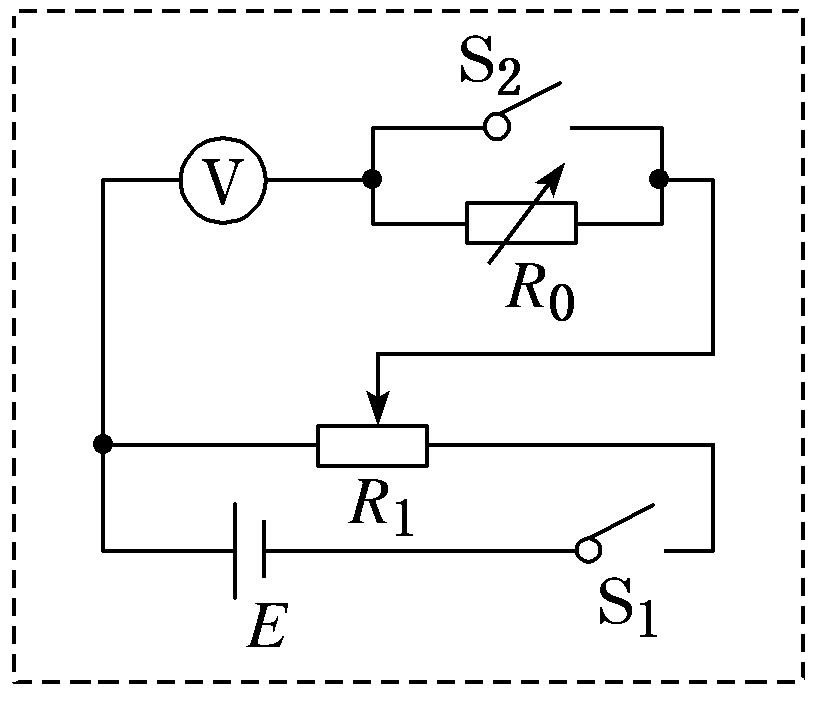 S₂
V
R₀
R₁
E
S₁